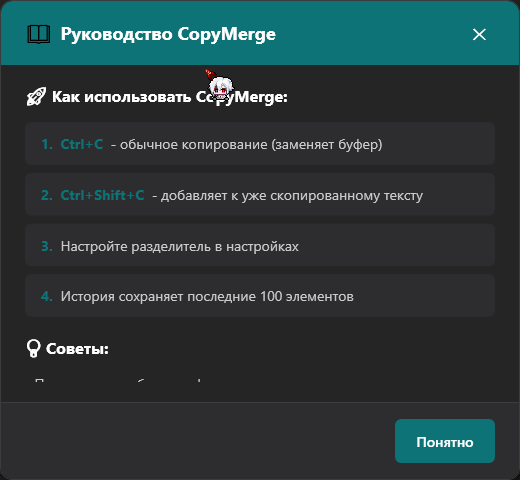 Руководство CopyMerge
Как использовать CopyMerge:
1. Ctrl+C - обычное копирование (заменяет буфер)
2. Ctrl+Shift+C - добавляет к уже скопированному тексту
3. Настройте разделитель в настройках
4. История сохраняет последние 100 элементов
Советы:
Понятно